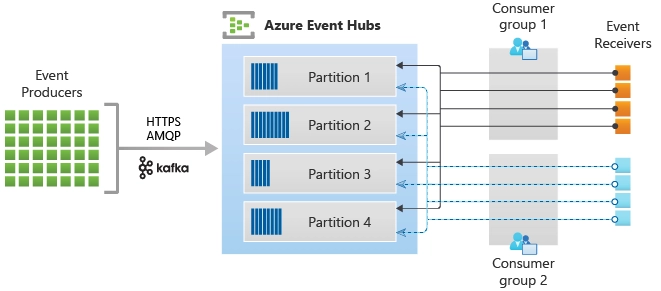 Event
Producers
HTTPS
AMQP
kafka
Azure Event Hubs
Partition 1
Partition 2
Partition 3
Partition 4
Consumer
group 1
Event
Receivers
Consumer
group 2